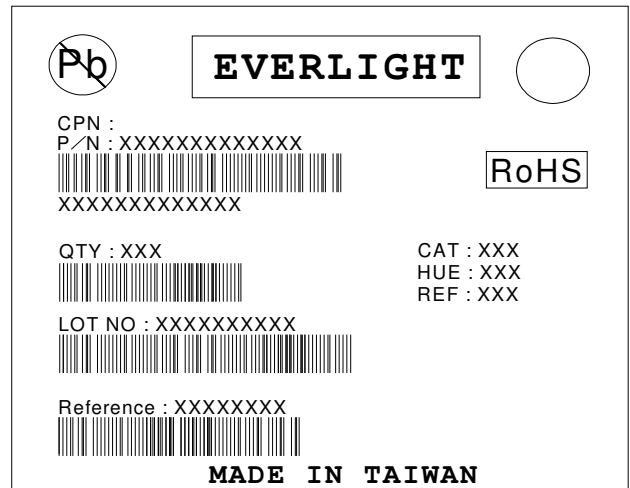 Pb
EVERLIGHT
CPN :
P/N : XXXXXXXXXXXXX
RoHS
XXXXXXXXXXXXX
QTY : XXX
CAT : XXX
HUE : XXX
REF : XXX
LOT NO : XXXXXXXXXX
Reference : XXXXXXXX
MADE IN TAIWAN